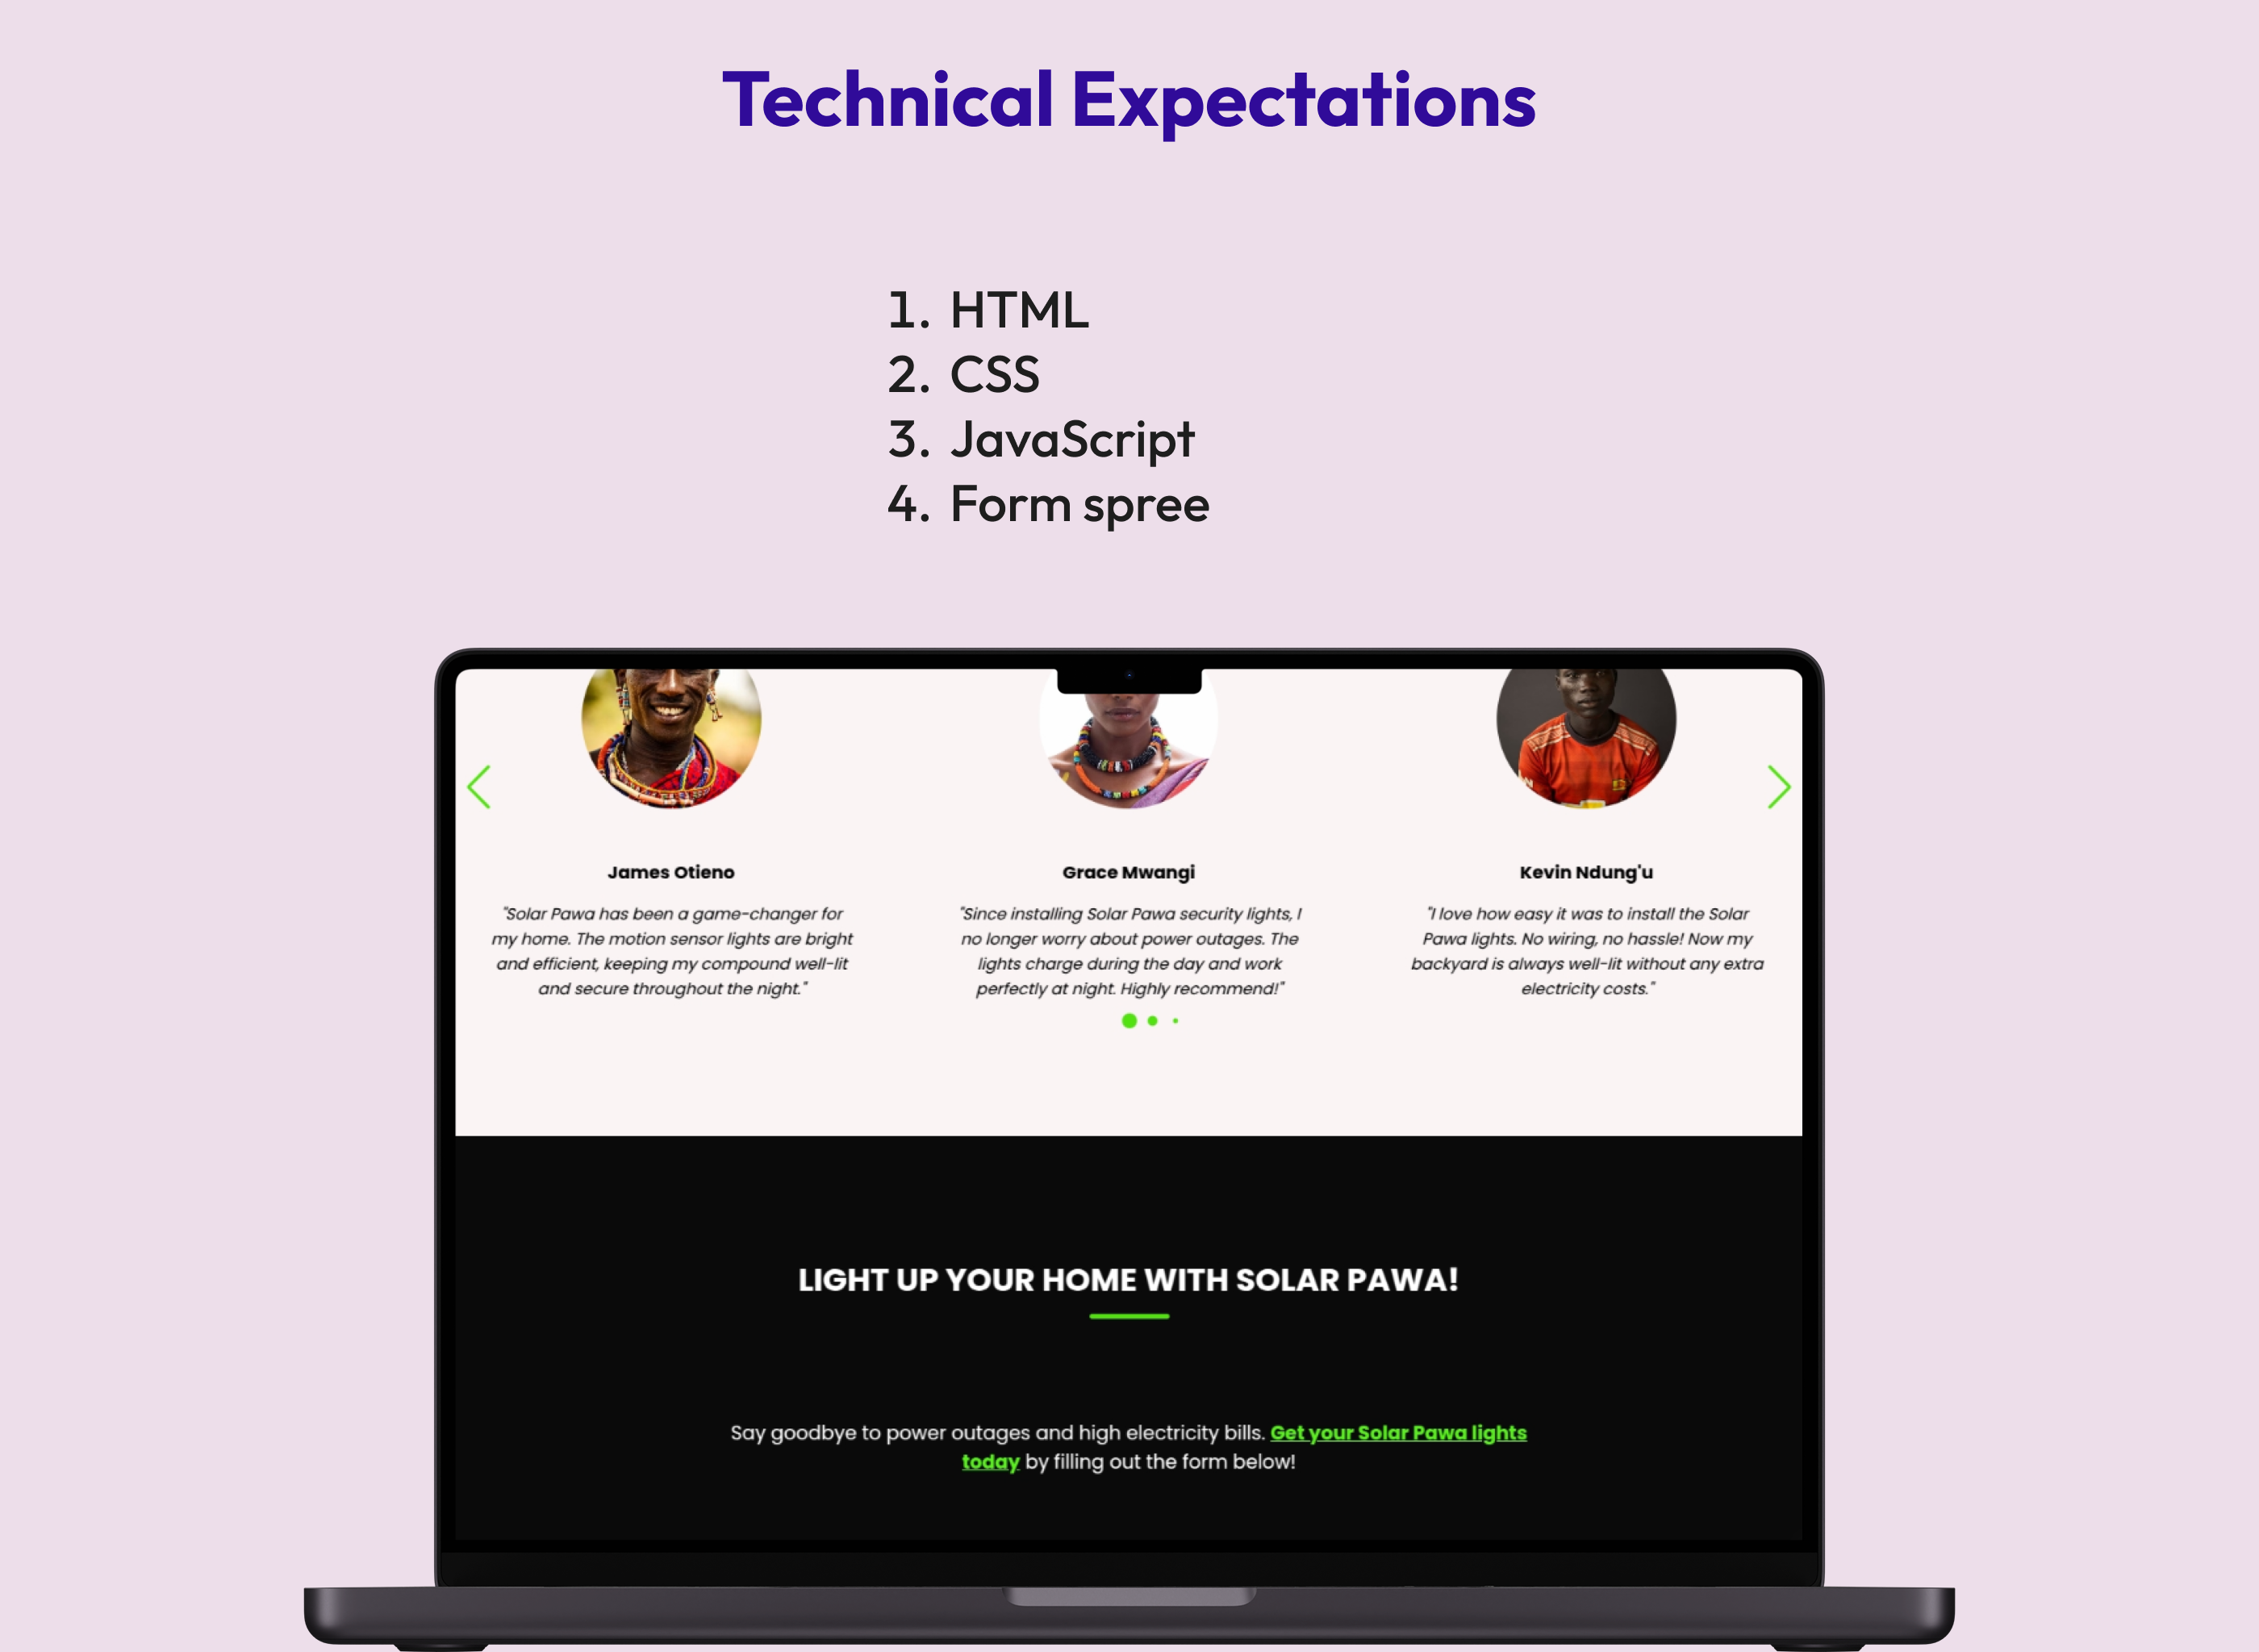 Technical Expectations
1. HTML
2. CSS
3. JavaScript
4. Form spree
James Otieno
"Solar Pawa has been a game-changer for
my home. The motion sensor lights are bright
and efficient, keeping my compound well-lit
and secure throughout the night."
Grace Mwangi
"Since installing Solar Pawa security lights, I
no longer worry about power outages. The
lights charge during the day and work
perfectly at night. Highly recommend!"
Kevin Ndung'u
"I love how easy it was to install the Solar
Pawa lights. No wiring, no hassle! Now my
backyard is always well-lit without any extra
electricity costs."
LIGHT UP YOUR HOME WITH SOLAR PAWA!
Say goodbye to power outages and high electricity bills. Get your Solar Pawa lights
today by filling out the form below!